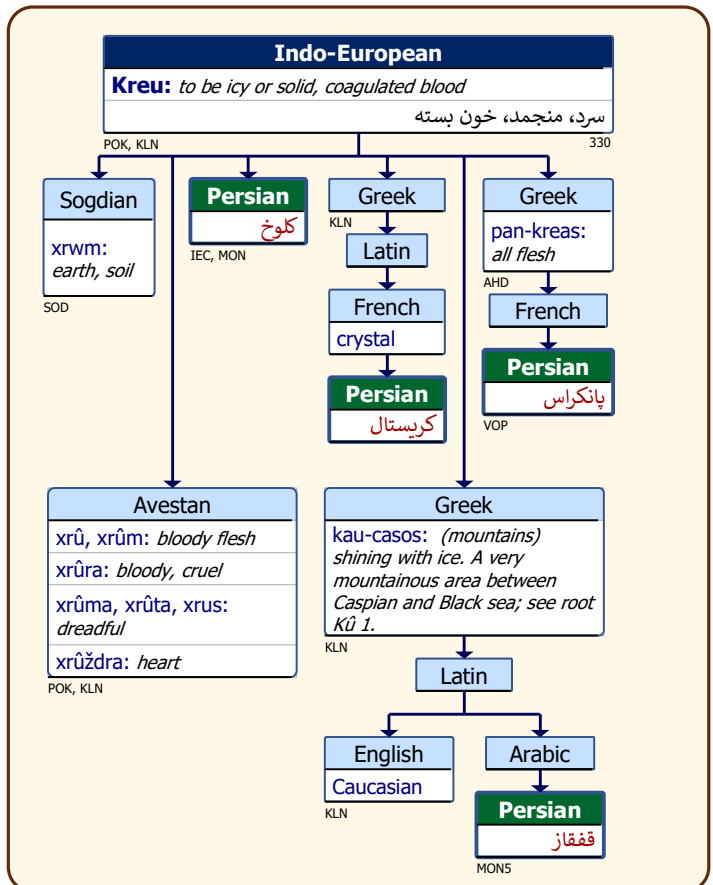 Indo-European
Kreu: to be icy or solid, coagulated blood
سرد، منجمد، خون بسته
POK, KLN
330
Sogdian
xrwm:
earth, soil
SOD
Persian
کلوخ
IEC, MON
Greek
KLN
Latin
French
crystal
Persian
کریستال
Greek
pan-kreas:
all flesh
AHD
French
Persian
پانکراس
VOP
Avestan
xrû, xrûm: bloody flesh
xrûra: bloody, cruel
xrûma, xrûta, xrus:
dreadful
xrûždra: heart
POK, KLN
Greek
kau-casos: (mountains)
shining with ice. A very
mountainous area between
Caspian and Black sea; see root
Kû 1.
KLN
Latin
English
Caucasian
KLN
Arabic
Persian
قفقاز
MON5